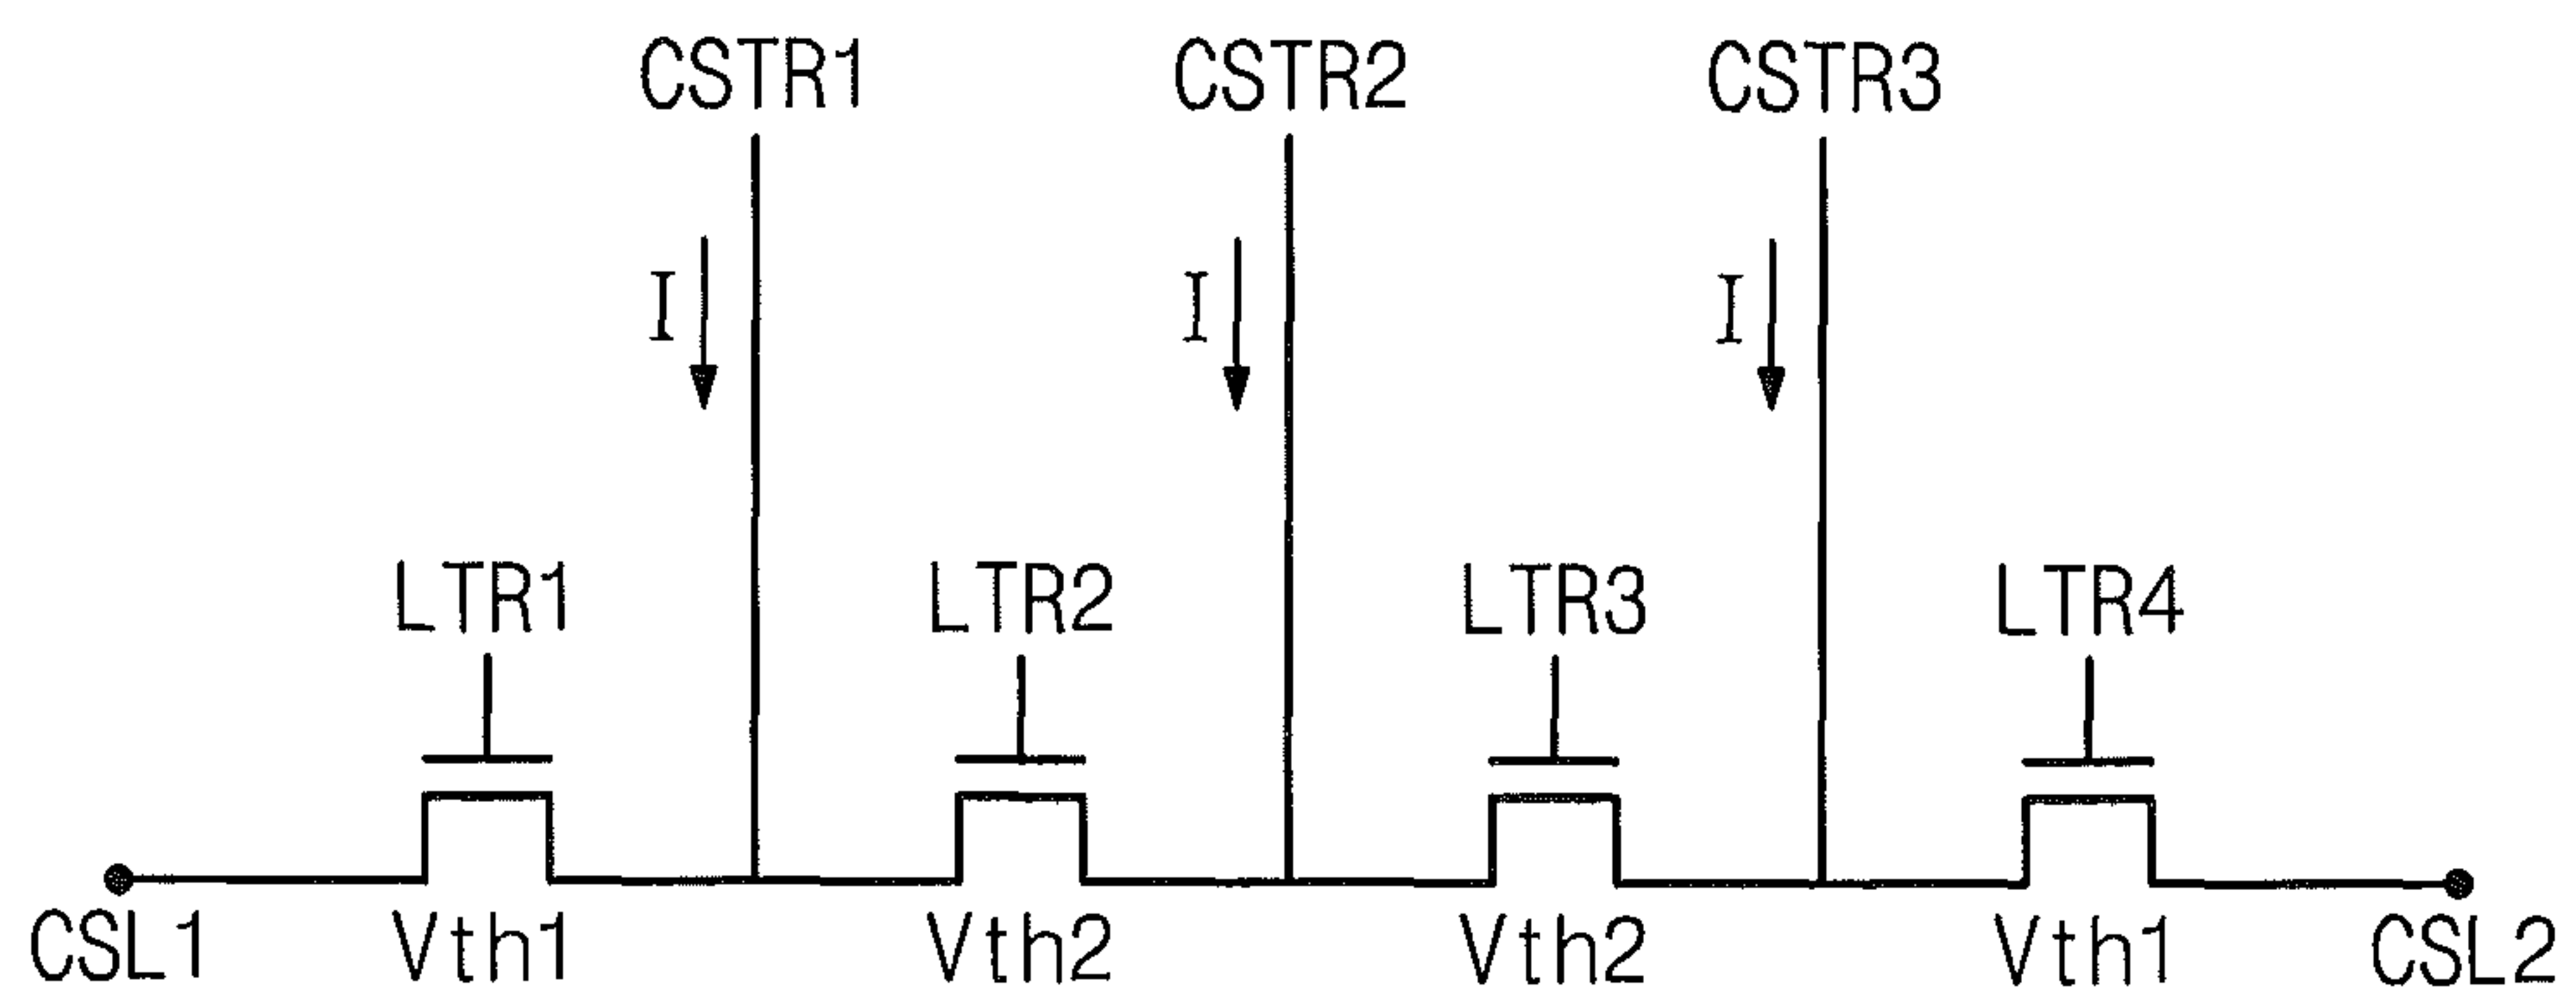 CSTR1 CSTR2 CSTR3
I I I
LTR1 LTR2 LTR3 LTR4
CSL1 Vth1 Vth2 Vth2 Vth1 CSL2